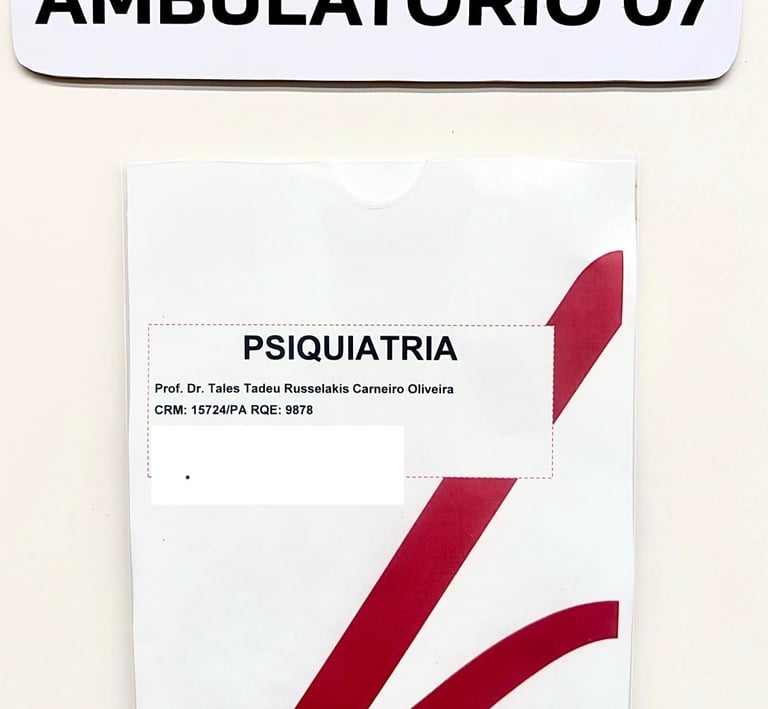 AMBULATÓRIO 07
PSIQUIATRIA
Prof. Dr. Tales Tadeu Russelakis Carneiro Oliveira
CRM: 15724/PA RQE: 9878